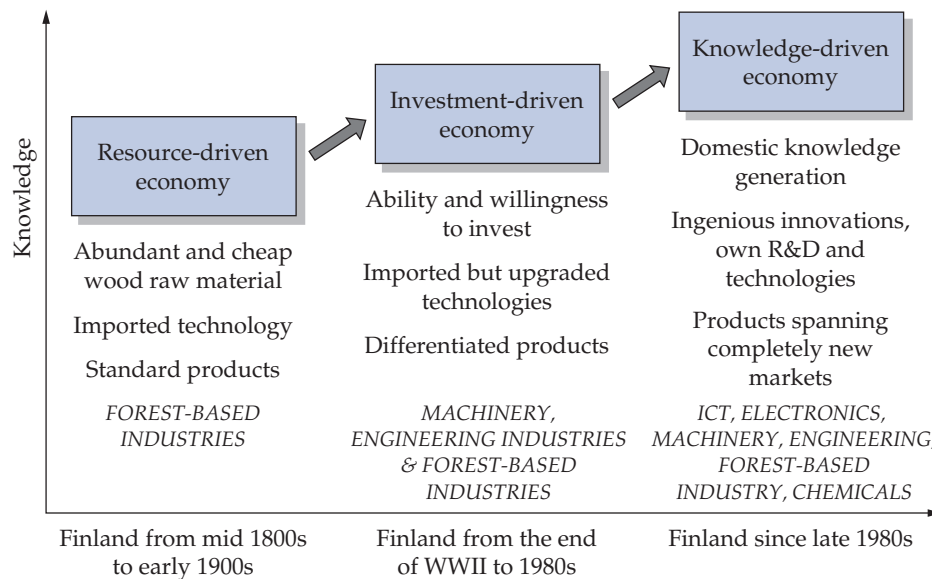 Knowledge
Resource-driven
economy
Abundant and cheap
wood raw material
Imported technology
Standard products
FOREST-BASED
INDUSTRIES
Finland from mid 1800s
to early 1900s
Investment-driven
economy
Ability and willingness
to invest
Imported but upgraded
technologies
Differentiated products
MACHINERY,
ENGINEERING INDUSTRIES
& FOREST-BASED
INDUSTRIES
Finland from the end
of WWII to 1980s
Knowledge-driven
economy
Domestic knowledge
generation
Ingenious innovations,
own R&D and
technologies
Products spanning
completely new
markets
ICT, ELECTRONICS,
MACHINERY, ENGINEERING,
FOREST-BASED
INDUSTRY, CHEMICALS
Finland since late 1980s